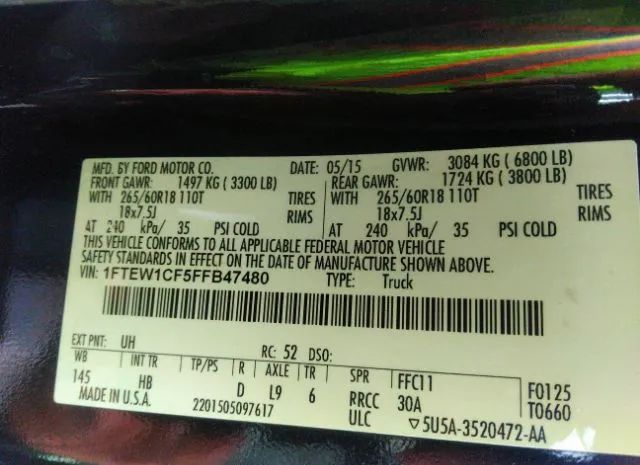 MFD. BY FORD MOTOR CO. 05/15 GVWR: 3084 KG ( 6800 LB)
FRONT GAWR: 1497 KG ( 3300 LB) REAR GAWR: 1724 KG ( 3800 LB)
WITH 265/60R18 110T TIRES WITH 265/60R18 110T TIRES
18x7.5J RIMS 18x7.5J RIMS
AT 240 kPa/ 35 PSI COLD AT 240 kPa/ 35 PSI COLD
THIS VEHICLE CONFORMS TO ALL APPLICABLE FEDERAL MOTOR VEHICLE
SAFETY STANDARDS IN EFFECT ON THE DATE OF MANUFACTURE SHOWN ABOVE.
VIN: 1FTEW1CF5FFB47480 TYPE: Truck
EXT PNT: UH RC: 52 DSO:
WB INT TR TP/PS R AXLE TR SPR FFC11 F0125
145 HB D L9 6 RRCC 30A T0660
MADE IN U.S.A. 2201505097617 ULC ▽5U5A-3520472-AA